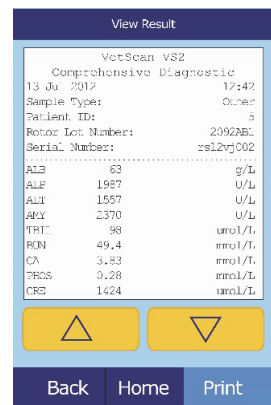 View Result
VetScan VS2
Comprehensive Diagnostic
13 Jul 2012 12:42
Sample Type: Other
Patient ID: 5
Rotor Lot Number: 2092AB1
Serial Number: rsl2vj002
ALB 63 g/L
ALP 1987 U/L
ALT 1557 U/L
AMY 2370 U/L
TBIL 98 umol/L
BUN 49.4 mmol/L
CA 3.83 mmol/L
PHOS 0.28 mmol/L
CRE 1424 umol/L
Back Home Print